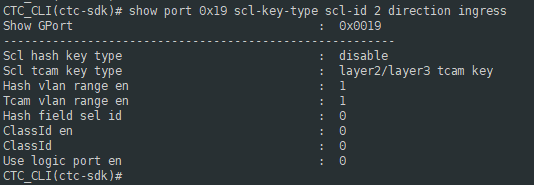 CTC_CLI(ctc-sdk)# show port 0x19 scl-key-type scl-id 2 direction ingress
Show GPort : 0x0019
------------------------------------------------------
Scl hash key type : disable
Scl tcam key type : layer2/layer3 tcam key
Hash vlan range en : 1
Tcam vlan range en : 1
Hash field sel id : 0
ClassId en : 0
ClassId : 0
Use logic port en : 0
CTC_CLI(ctc-sdk)#